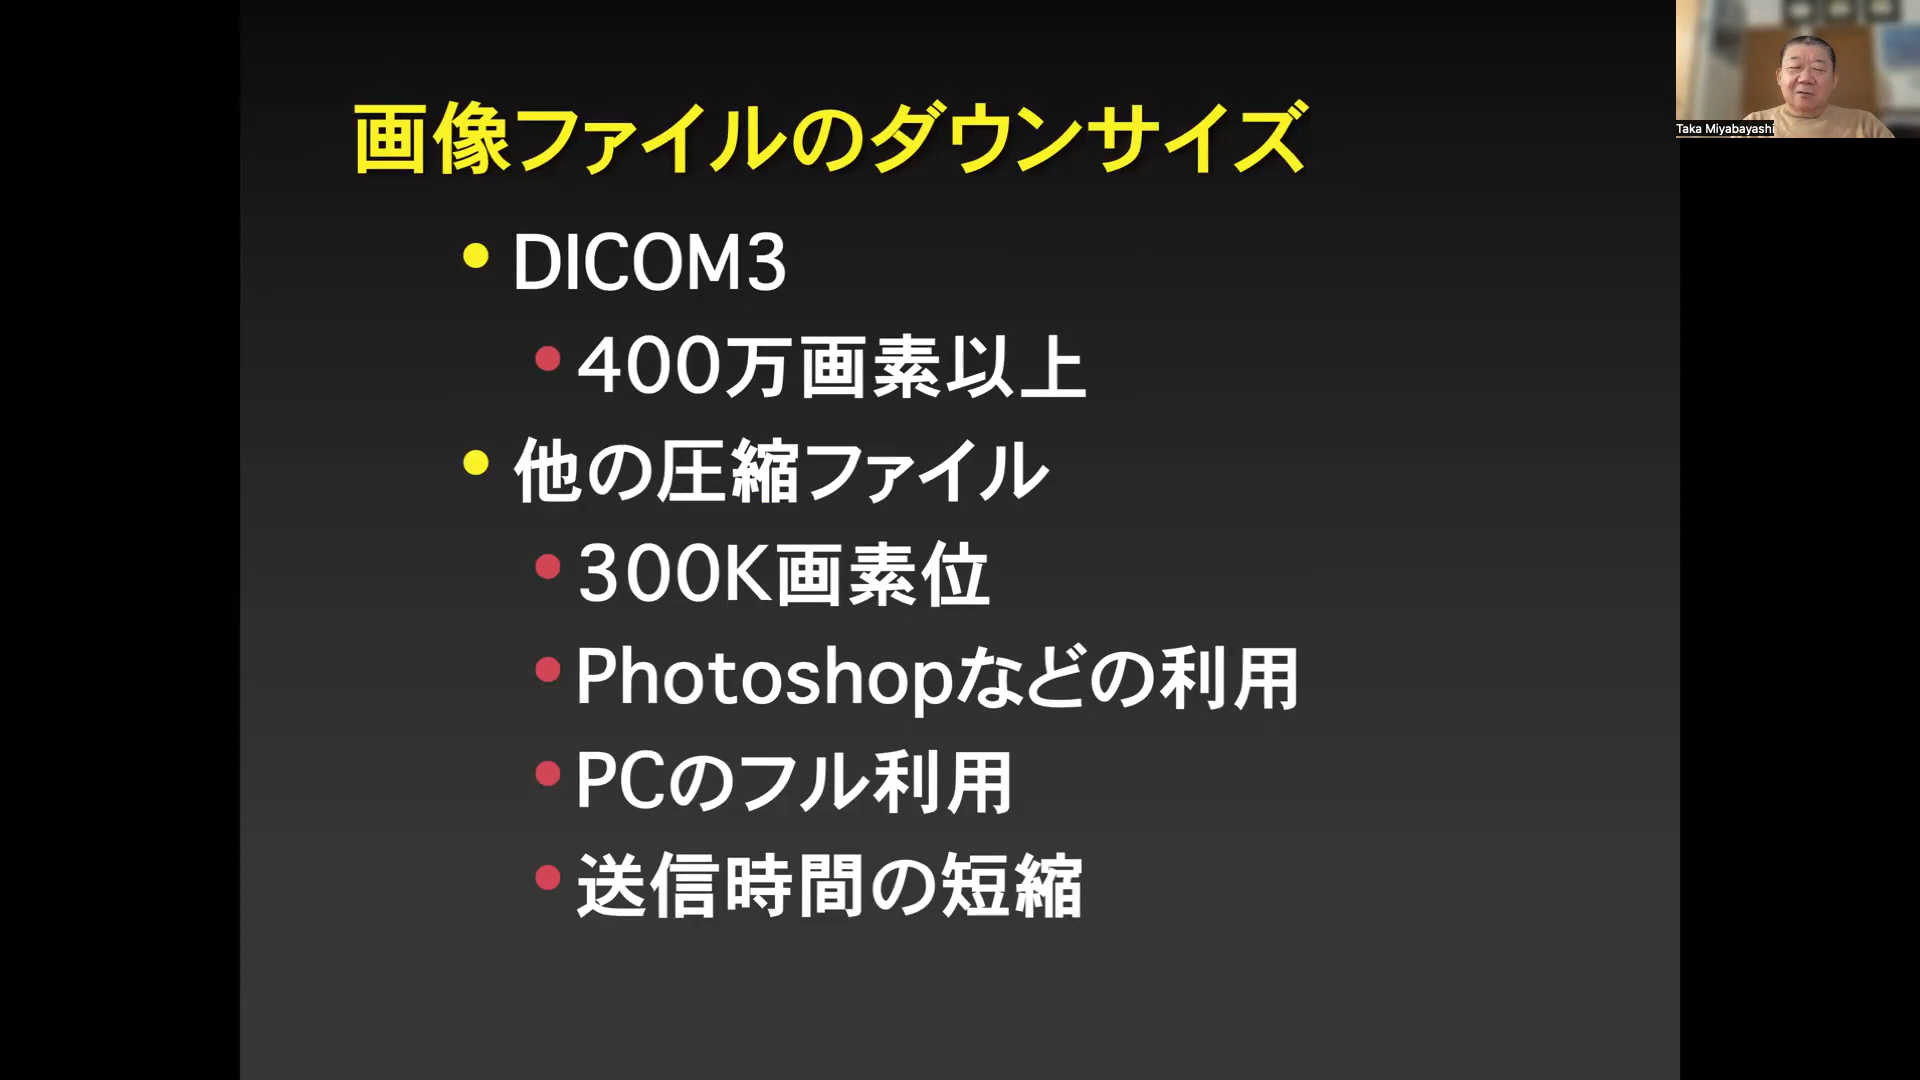 画像ファイルのダウンサイズ
• DICOM3
• 400万画素以上
• 他の圧縮ファイル
• 300K画素位
• Photoshopなどの利用
• PCのフル利用
• 送信時間の短縮
Taka Miyabayashi